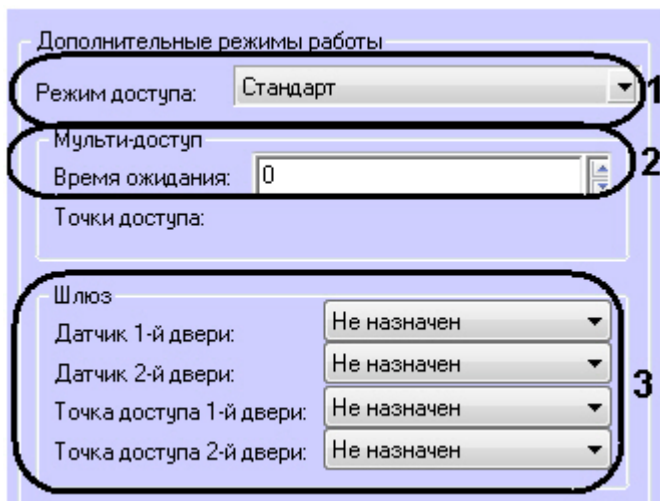 Дополнительные режимы работы
Режим доступа: Стандарт 1
Мульти-доступ
Время ожидания: 0 2
Точки доступа:
Шлюз
Датчик 1-й двери: Не назначен
Датчик 2-й двери: Не назначен
Точка доступа 1-й двери: Не назначен 3
Точка доступа 2-й двери: Не назначен